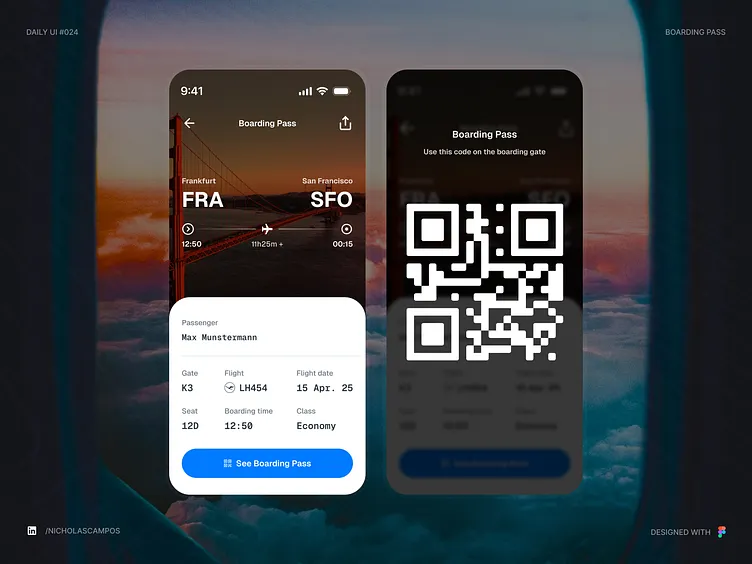 DAILY UI #024
BOARDING PASS
9:41
Boarding Pass
Frankfurt
San Francisco
FRA
SFO
12:50
11h25m +
00:15
Passenger
Max Munstermann
Gate
Flight
Flight date
K3
LH454
15 Apr. 25
Seat
Boarding time
Class
12D
12:50
Economy
See Boarding Pass
Boarding Pass
Use this code on the boarding gate
in
/NICHOLASCAMPOS
DESIGNED WITH